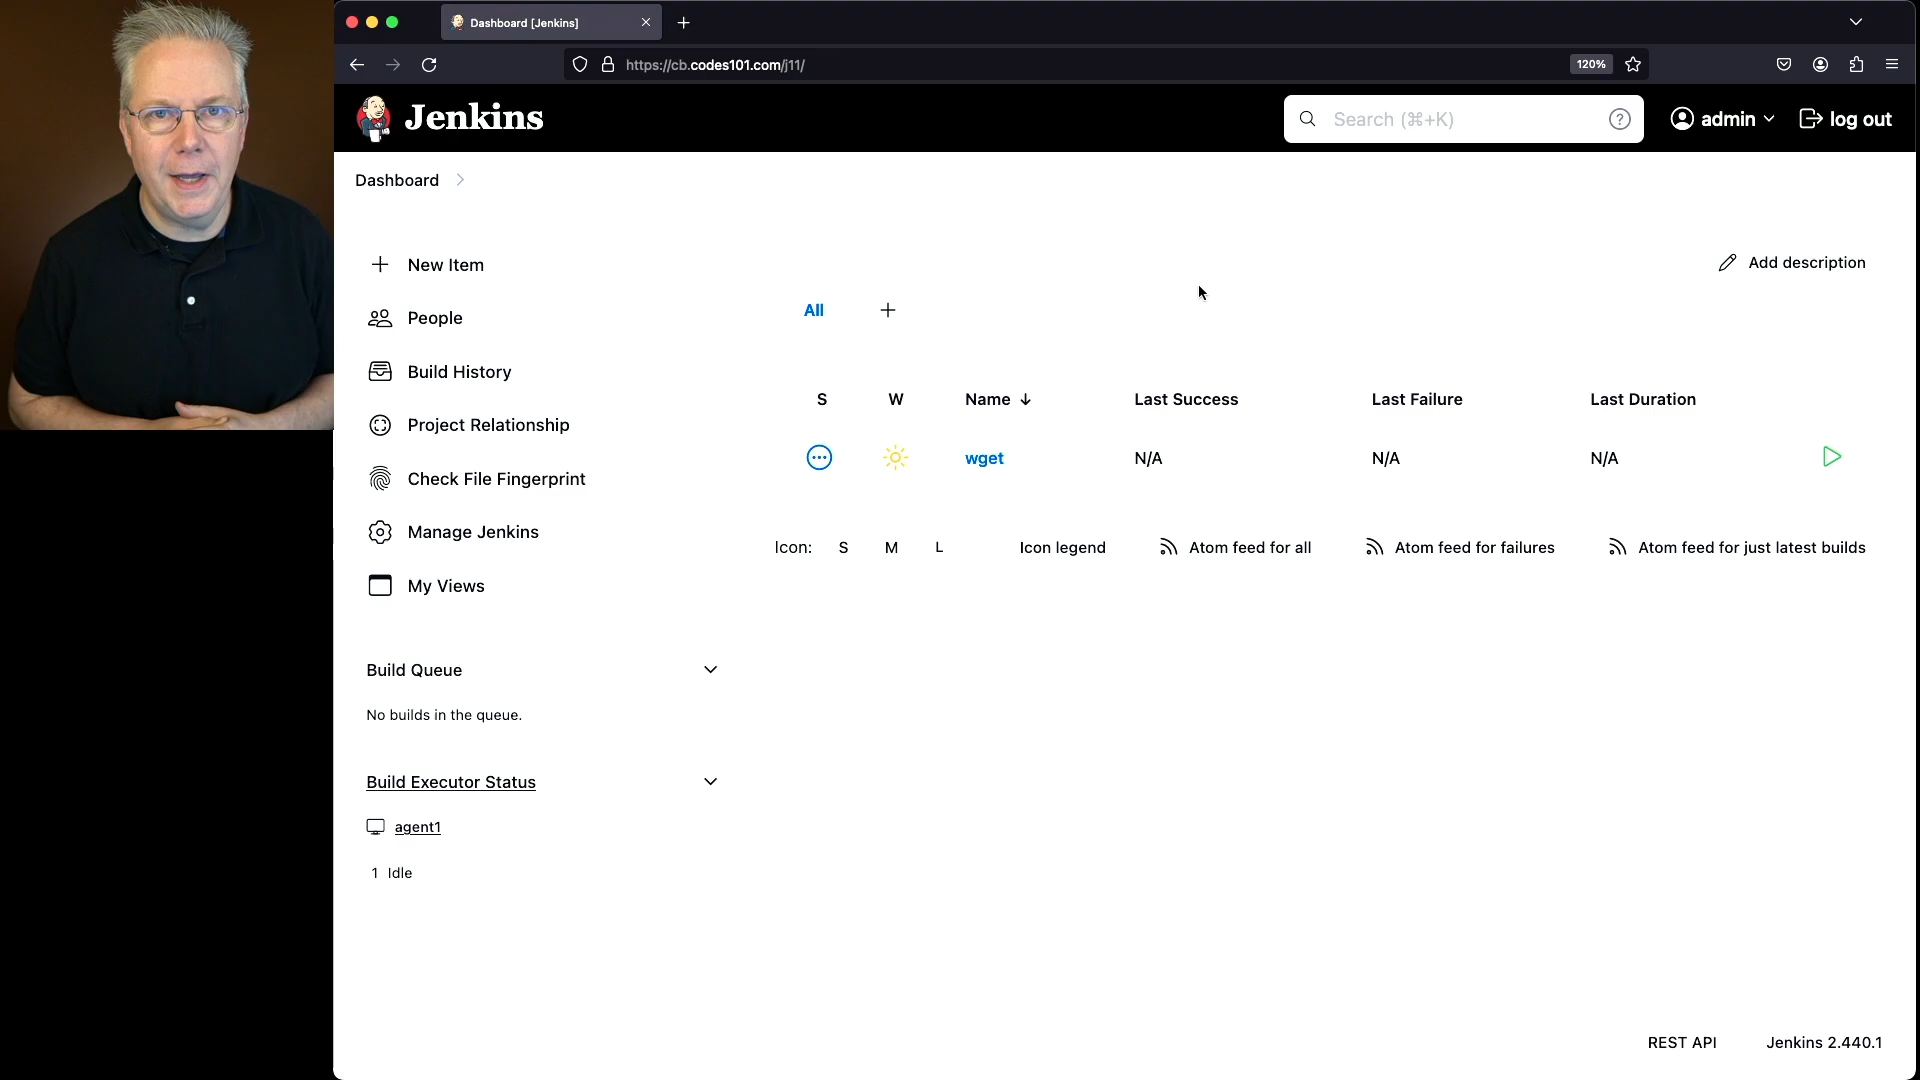 Dashboard [Jenkins]
https://cb.codes101.com/j11/
120%
Jenkins
Search (⌘+K)
admin
log out
Dashboard
New Item
Add description
People
All
Build History
S W Name ↓ Last Success Last Failure Last Duration
Project Relationship
wget N/A N/A N/A
Check File Fingerprint
Manage Jenkins
Icon: S M L Icon legend Atom feed for all Atom feed for failures Atom feed for just latest builds
My Views
Build Queue
No builds in the queue.
Build Executor Status
agent1
1 Idle
REST API Jenkins 2.440.1